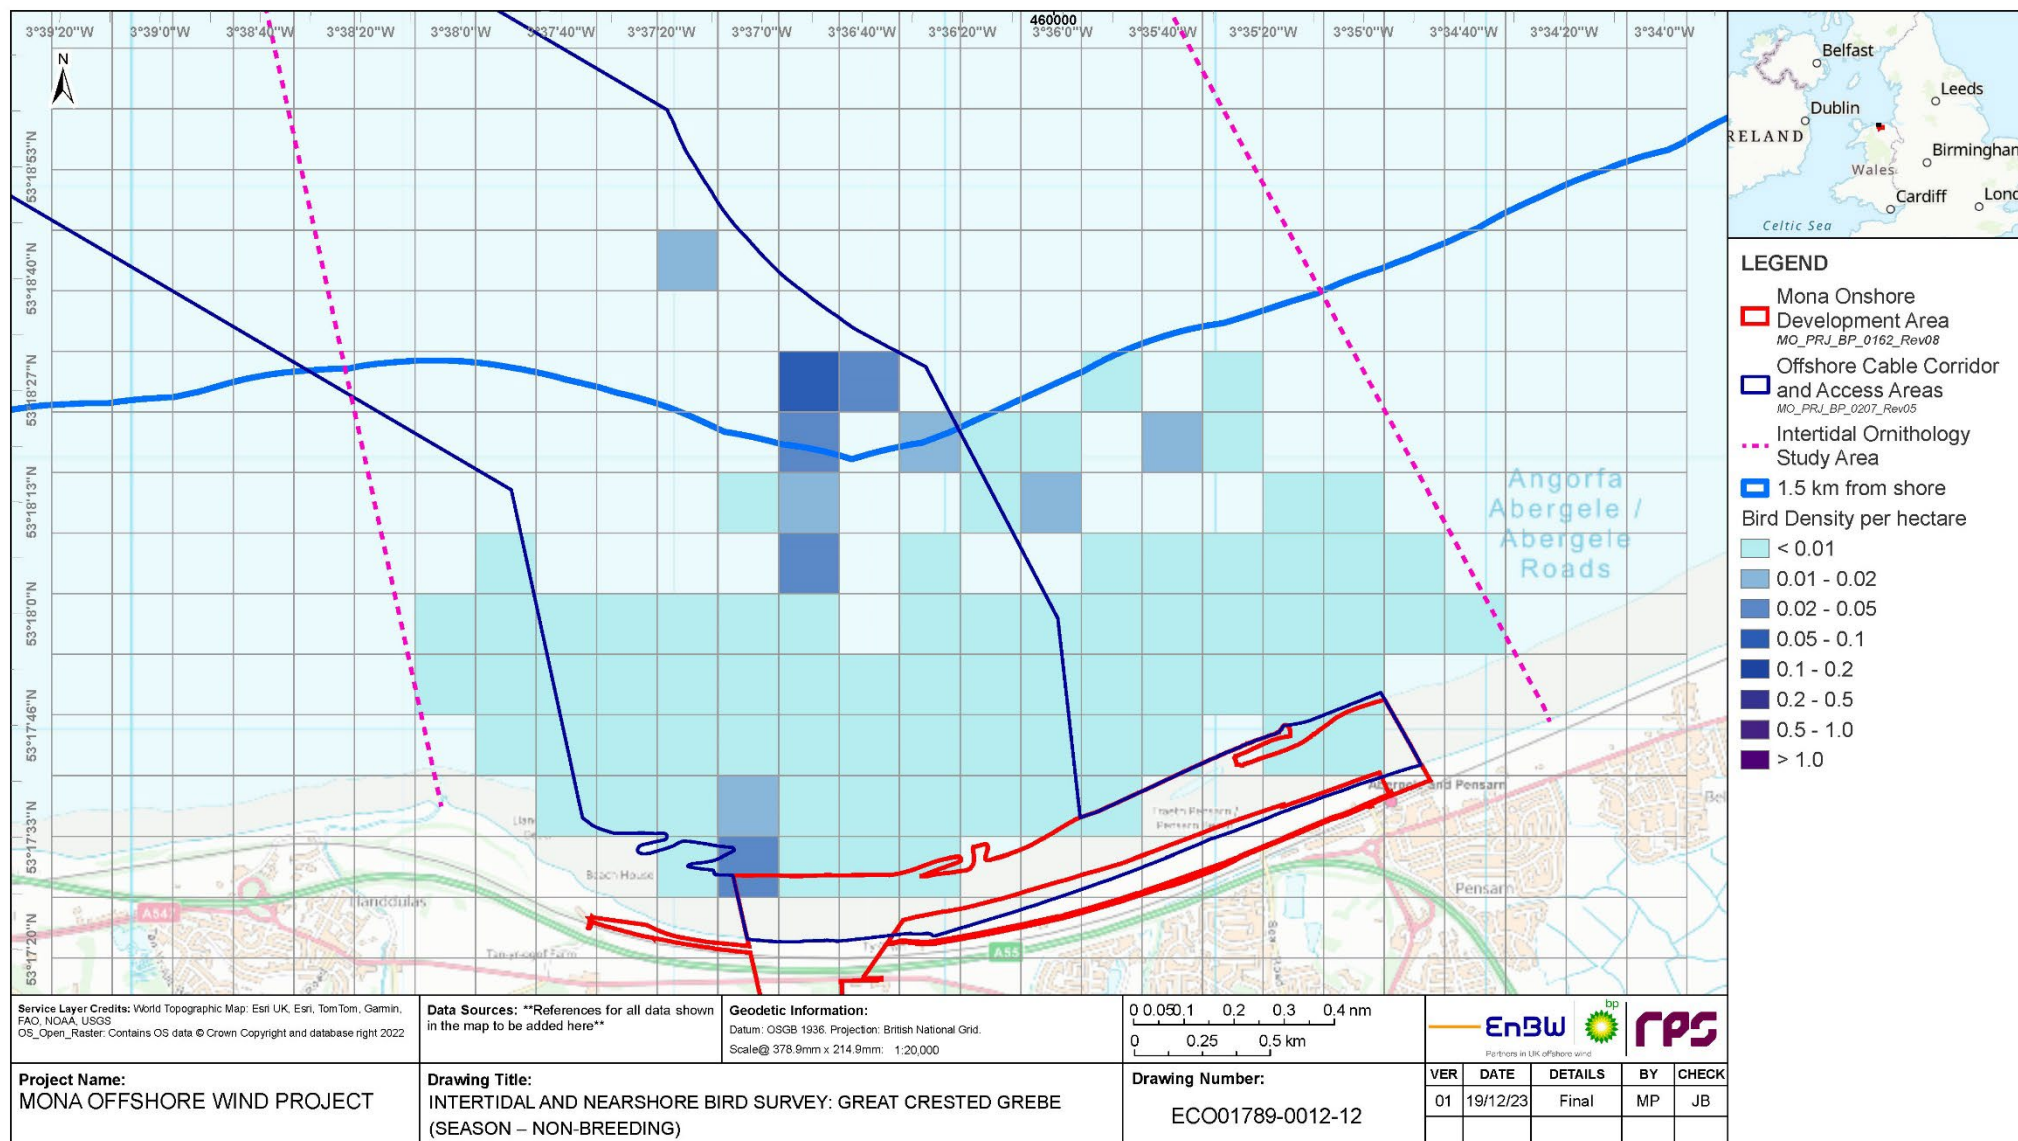 460000
3°39'20"W 3°39'0"W 3°38'40"W 3°38'20"W 3°38'0"W 3°37'40"W 3°37'20"W 3°37'0"W 3°36'40"W 3°36'20"W 3°36'0"W 3°35'40"W 3°35'20"W 3°35'0"W 3°34'40"W 3°34'20"W 3°34'0"W
N
53°18'53"N
53°18'40"N
53°18'27"N
53°18'13"N
53°18'0"N
53°17'46"N
53°17'33"N
53°17'20"N
Angorfa
Abergele /
Abergele
Roads
Abergele and Pensarn
Traeth Pensarn /
Beach House
Llanddulas
Pensarn
A547
A55
Belfast
Leeds
Dublin
RELAND
Birmingham
Wales
Cardiff
Lond
Celtic Sea
LEGEND
Mona Onshore
Development Area
MO_PRJ_BP_0162_Rev08
Offshore Cable Corridor
and Access Areas
MO_PRJ_BP_0207_Rev05
Intertidal Ornithology
Study Area
1.5 km from shore
Bird Density per hectare
< 0.01
0.01 - 0.02
0.02 - 0.05
0.05 - 0.1
0.1 - 0.2
0.2 - 0.5
0.5 - 1.0
> 1.0
Service Layer Credits: World Topographic Map: Esri UK, Esri, TomTom, Garmin,
FAO, NOAA, USGS
OS_Open_Raster: Contains OS data © Crown Copyright and database right 2022
Data Sources: **References for all data shown
in the map to be added here**
Geodetic Information:
Datum: OSGB 1936. Projection: British National Grid.
Scale@ 378.9mm x 214.9mm: 1:20,000
0 0.05 0.1 0.2 0.3 0.4 nm
0 0.25 0.5 km
EnBW
bp
Partners in UK offshore wind
rps
Project Name:
MONA OFFSHORE WIND PROJECT
Drawing Title:
INTERTIDAL AND NEARSHORE BIRD SURVEY: GREAT CRESTED GREBE
(SEASON – NON-BREEDING)
Drawing Number:
ECO01789-0012-12
VER DATE DETAILS BY CHECK
01 19/12/23 Final MP JB